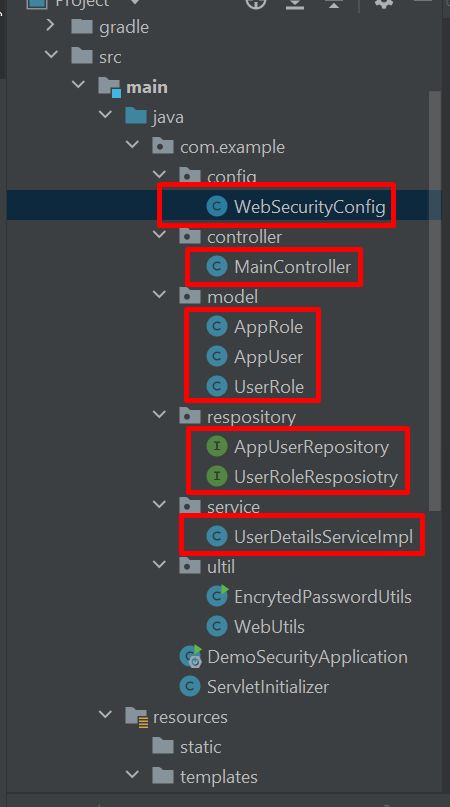 Project
gradle
src
main
java
com.example
config
WebSecurityConfig
controller
MainController
model
AppRole
AppUser
UserRole
respository
AppUserRepository
UserRoleResposiotry
service
UserDetailsServiceImpl
ultil
EncrytedPasswordUtils
WebUtils
DemoSecurityApplication
ServletInitializer
resources
static
templates